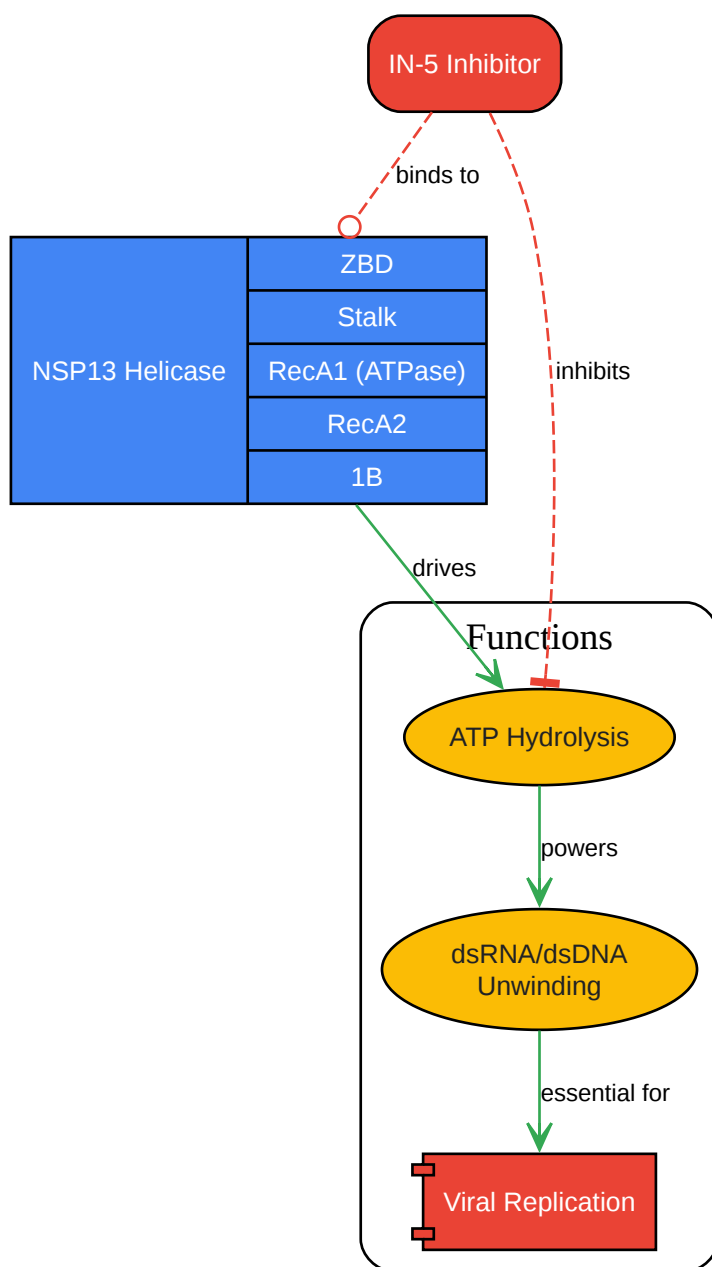 IN-5 Inhibitor
binds to
ZBD
Stalk
NSP13 Helicase
RecA1 (ATPase)
inhibits
RecA2
1B
drives
Functions
ATP Hydrolysis
powers
dsRNA/dsDNA
Unwinding
essential for
Viral Replication